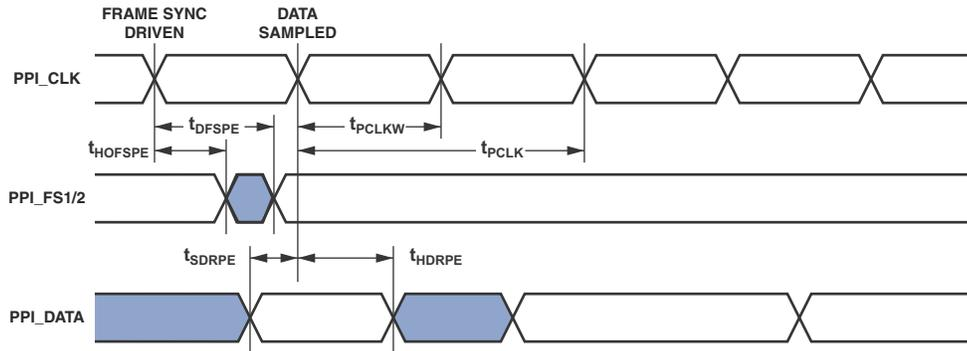 FRAME SYNC
DRIVEN
DATA
SAMPLED
PPI_CLK
tDFSPE
tPCLKW
tHOFSPE
tPCLK
PPI_FS1/2
tSDRPE
tHDRPE
PPI_DATA